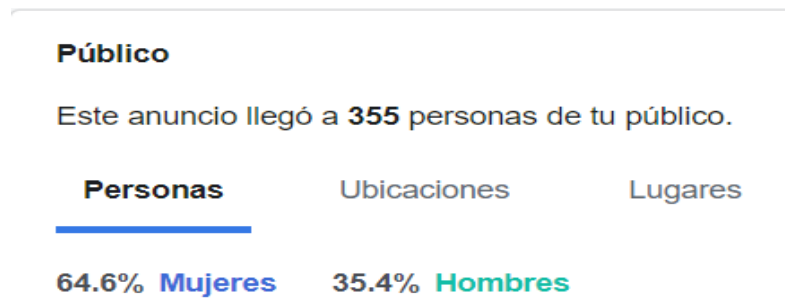 Público
Este anuncio llegó a 355 personas de tu público.
Personas Ubicaciones Lugares
64.6% Mujeres 35.4% Hombres